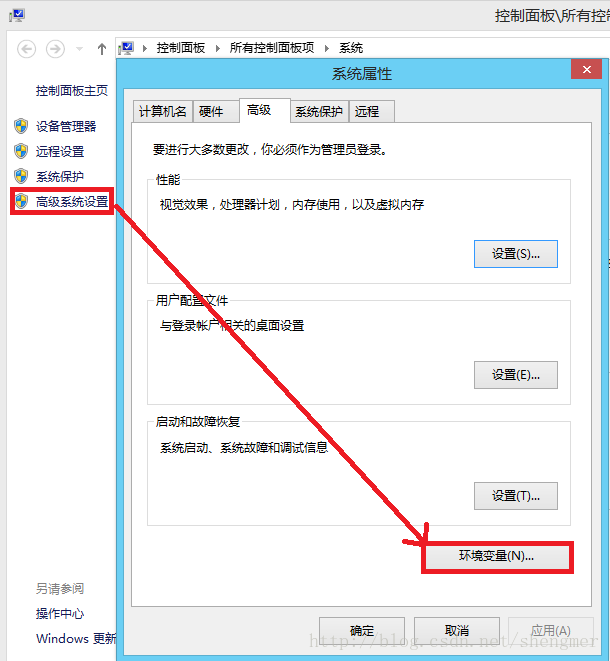 控制面板\所有控
控制面板 所有控制面板项 系统
系统属性
控制面板主页
计算机名 硬件 高级 系统保护 远程
设备管理器
要进行大多数更改，你必须作为管理员登录。
远程设置
系统保护
高级系统设置
性能
视觉效果，处理器计划，内存使用，以及虚拟内存
设置(S)...
用户配置文件
与登录帐户相关的桌面设置
设置(E)...
启动和故障恢复
系统启动、系统故障和调试信息
设置(T)...
环境变量(N)...
另请参阅
操作中心
Windows 更新
确定 取消 应用(A)
http://blog.csdn.net/shengmer